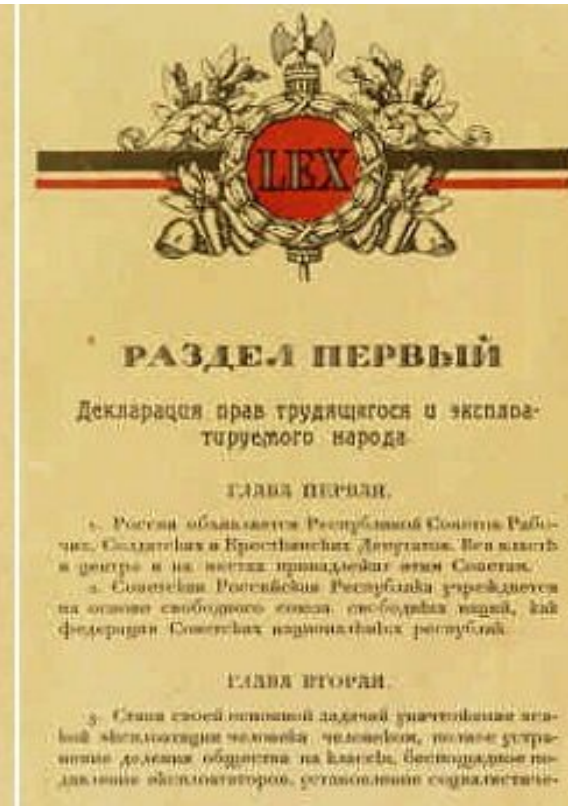 LEX
РАЗДЕЛ ПЕРВЫЙ
Декларация прав трудящягося и эксплоа-
тируемого народа
ГЛАВА ПЕРВАЯ.
1. Россия объявляется Республикой Советов Рабо-
чих, Солдатских и Крестьянских Депутатов. Вся власть
в центре и на местах принадлежит этим Советам.
2. Советская Российская Республика учреждается
на основе свободного союза свободных наций, как
федерация Советских национальных республик.
ГЛАВА ВТОРАЯ.
3. Ставя своей основной задачей уничтожение вся-
кой эксплоатации человека человеком, полное устра-
нение деления общества на классы, беспощадное по-
давление эксплоататоров, установление социалистиче-